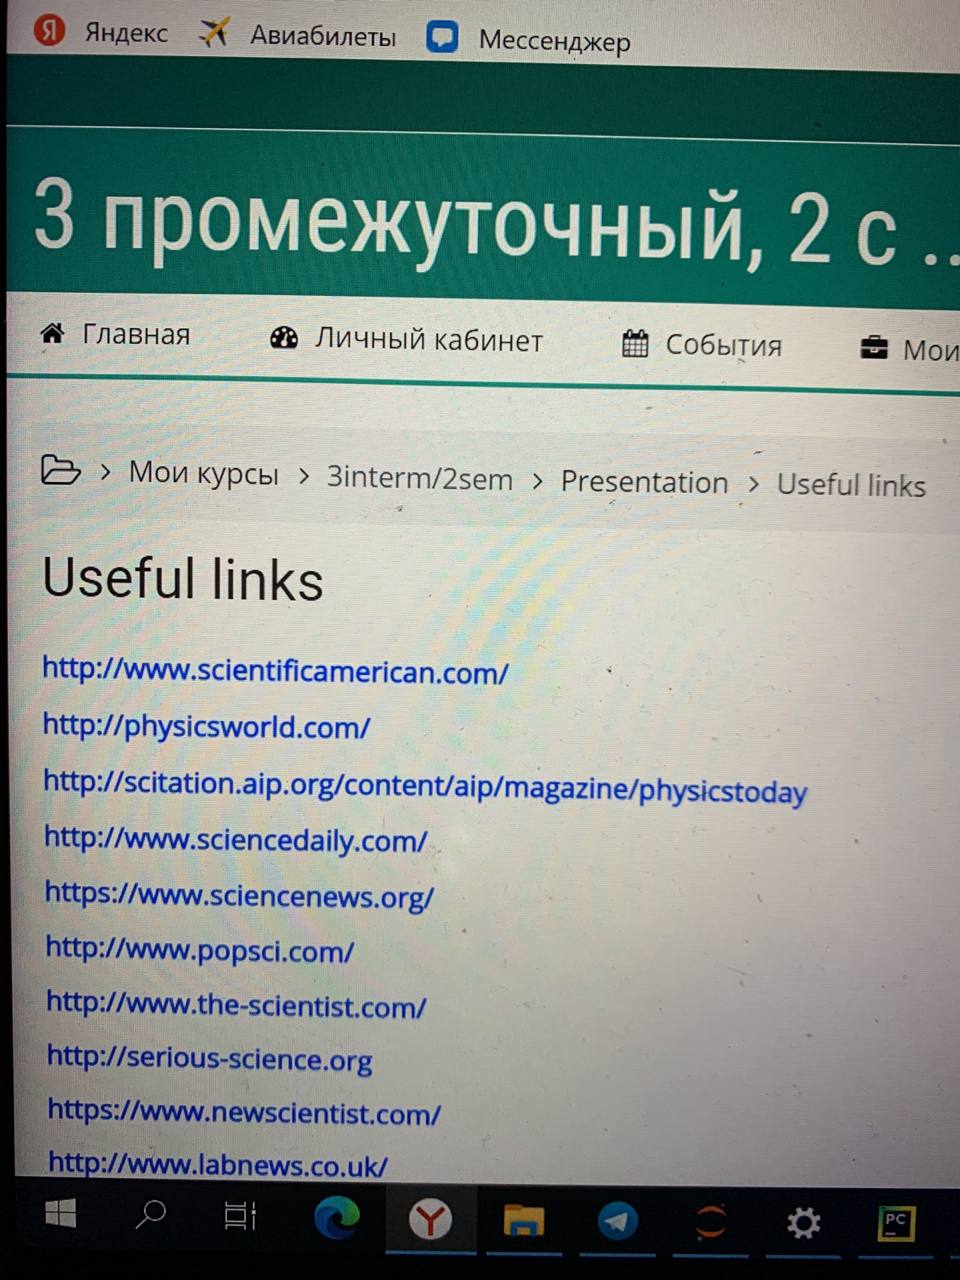 Яндекс Авиабилеты Мессенджер
3 промежуточный, 2 с ..
Главная Личный кабинет События Мои
> Мои курсы > 3interm/2sem > Presentation > Useful links
Useful links
http://www.scientificamerican.com/
http://physicsworld.com/
http://scitation.aip.org/content/aip/magazine/physicstoday
http://www.sciencedaily.com/
https://www.sciencenews.org/
http://www.popsci.com/
http://www.the-scientist.com/
http://serious-science.org
https://www.newscientist.com/
http://www.labnews.co.uk/
PC